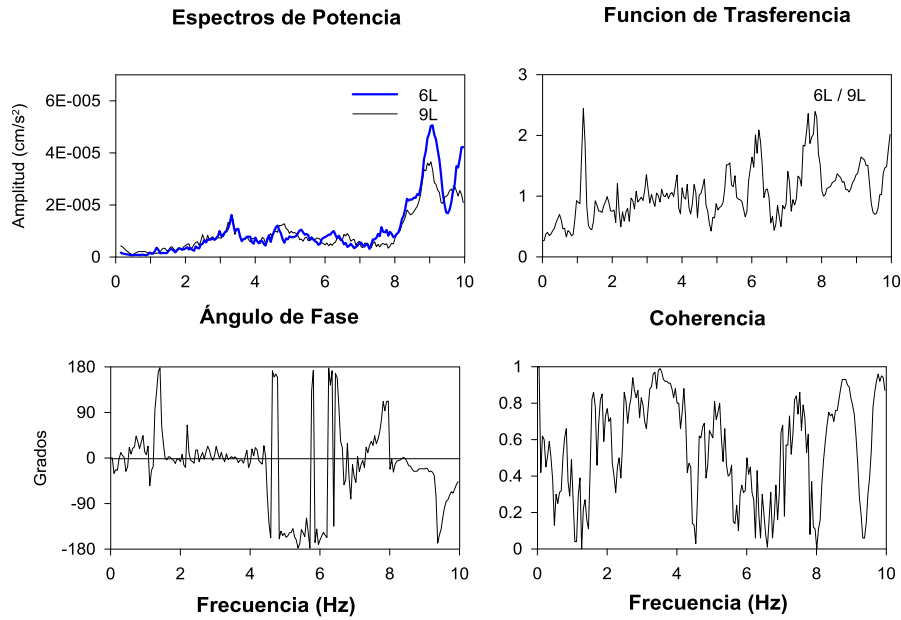 Espectros de Potencia
Funcion de Trasferencia
Amplitud (cm/s²)
6E-005
4E-005
2E-005
0
6L
9L
0 2 4 6 8 10
3
2
1
0
6L / 9L
0 2 4 6 8 10
Ángulo de Fase
Coherencia
Grados
180
90
0
-90
-180
0 2 4 6 8 10
Frecuencia (Hz)
1
0.8
0.6
0.4
0.2
0
0 2 4 6 8 10
Frecuencia (Hz)